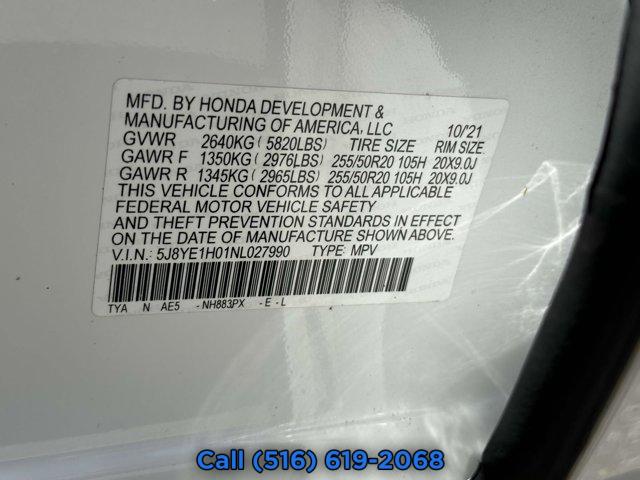 MFD. BY HONDA DEVELOPMENT &
MANUFACTURING OF AMERICA, LLC 10/21
GVWR 2640KG ( 5820LBS) TIRE SIZE RIM SIZE
GAWR F 1350KG ( 2976LBS) 255/50R20 105H 20X9.0J
GAWR R 1345KG ( 2965LBS) 255/50R20 105H 20X9.0J
THIS VEHICLE CONFORMS TO ALL APPLICABLE
FEDERAL MOTOR VEHICLE SAFETY
AND THEFT PREVENTION STANDARDS IN EFFECT
ON THE DATE OF MANUFACTURE SHOWN ABOVE.
V.I.N.: 5J8YE1H01NL027990 TYPE: MPV
TYA N AE5 -NH883PX -E-L
Call (516) 619-2068